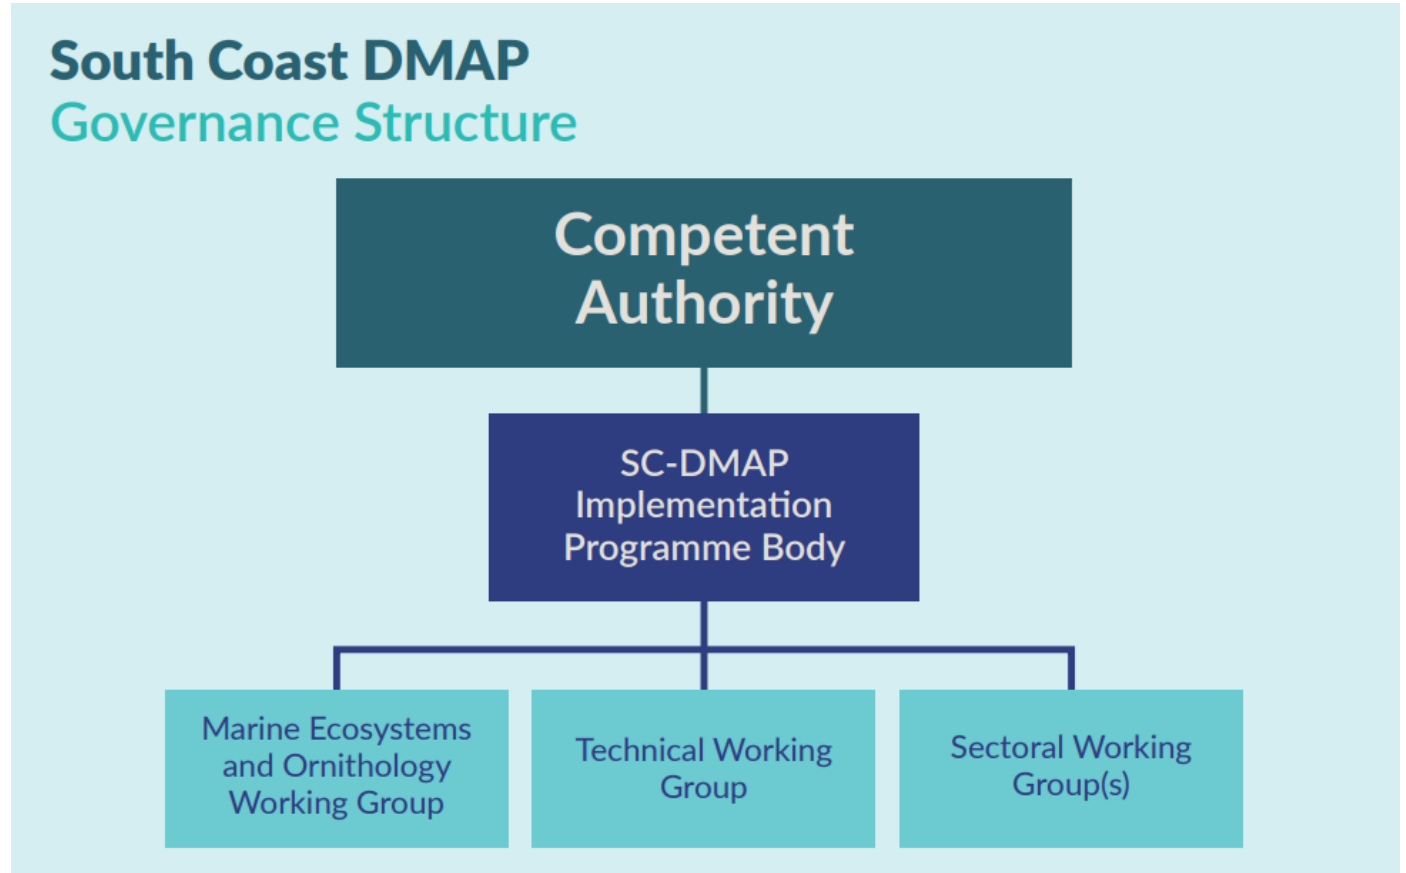 South Coast DMAP
Governance Structure
Competent
Authority
SC-DMAP
Implementation
Programme Body
Marine Ecosystems
and Ornithology
Working Group
Technical Working
Group
Sectoral Working
Group(s)